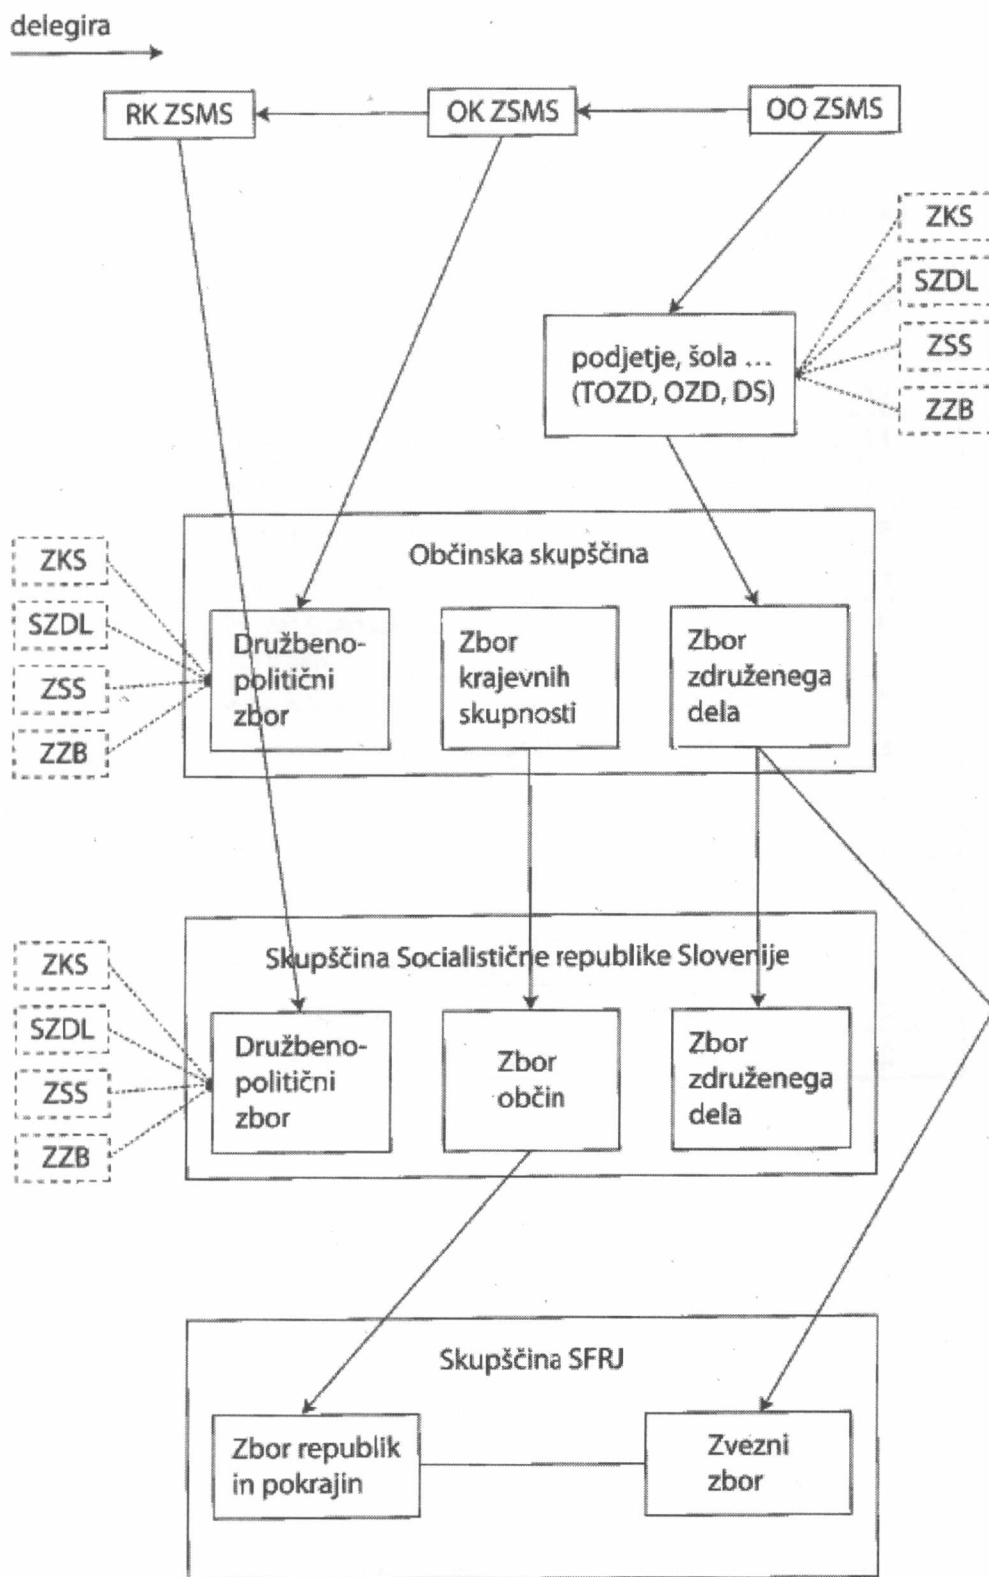 delegira
RK ZSMS
OK ZSMS
OO ZSMS
ZKS
SZDL
ZSS
ZZB
podjetje, šola ...
(TOZD, OZD, DS)
Občinska skupščina
ZKS
SZDL
ZSS
ZZB
Družbeno-
politični
zbor
Zbor
krajevnih
skupnosti
Zbor
združenega
dela
Skupščina Socialistične republike Slovenije
ZKS
SZDL
ZSS
ZZB
Družbeno-
politični
zbor
Zbor
občin
Zbor
združenega
dela
Skupščina SFRJ
Zbor republik
in pokrajin
Zvezni
zbor